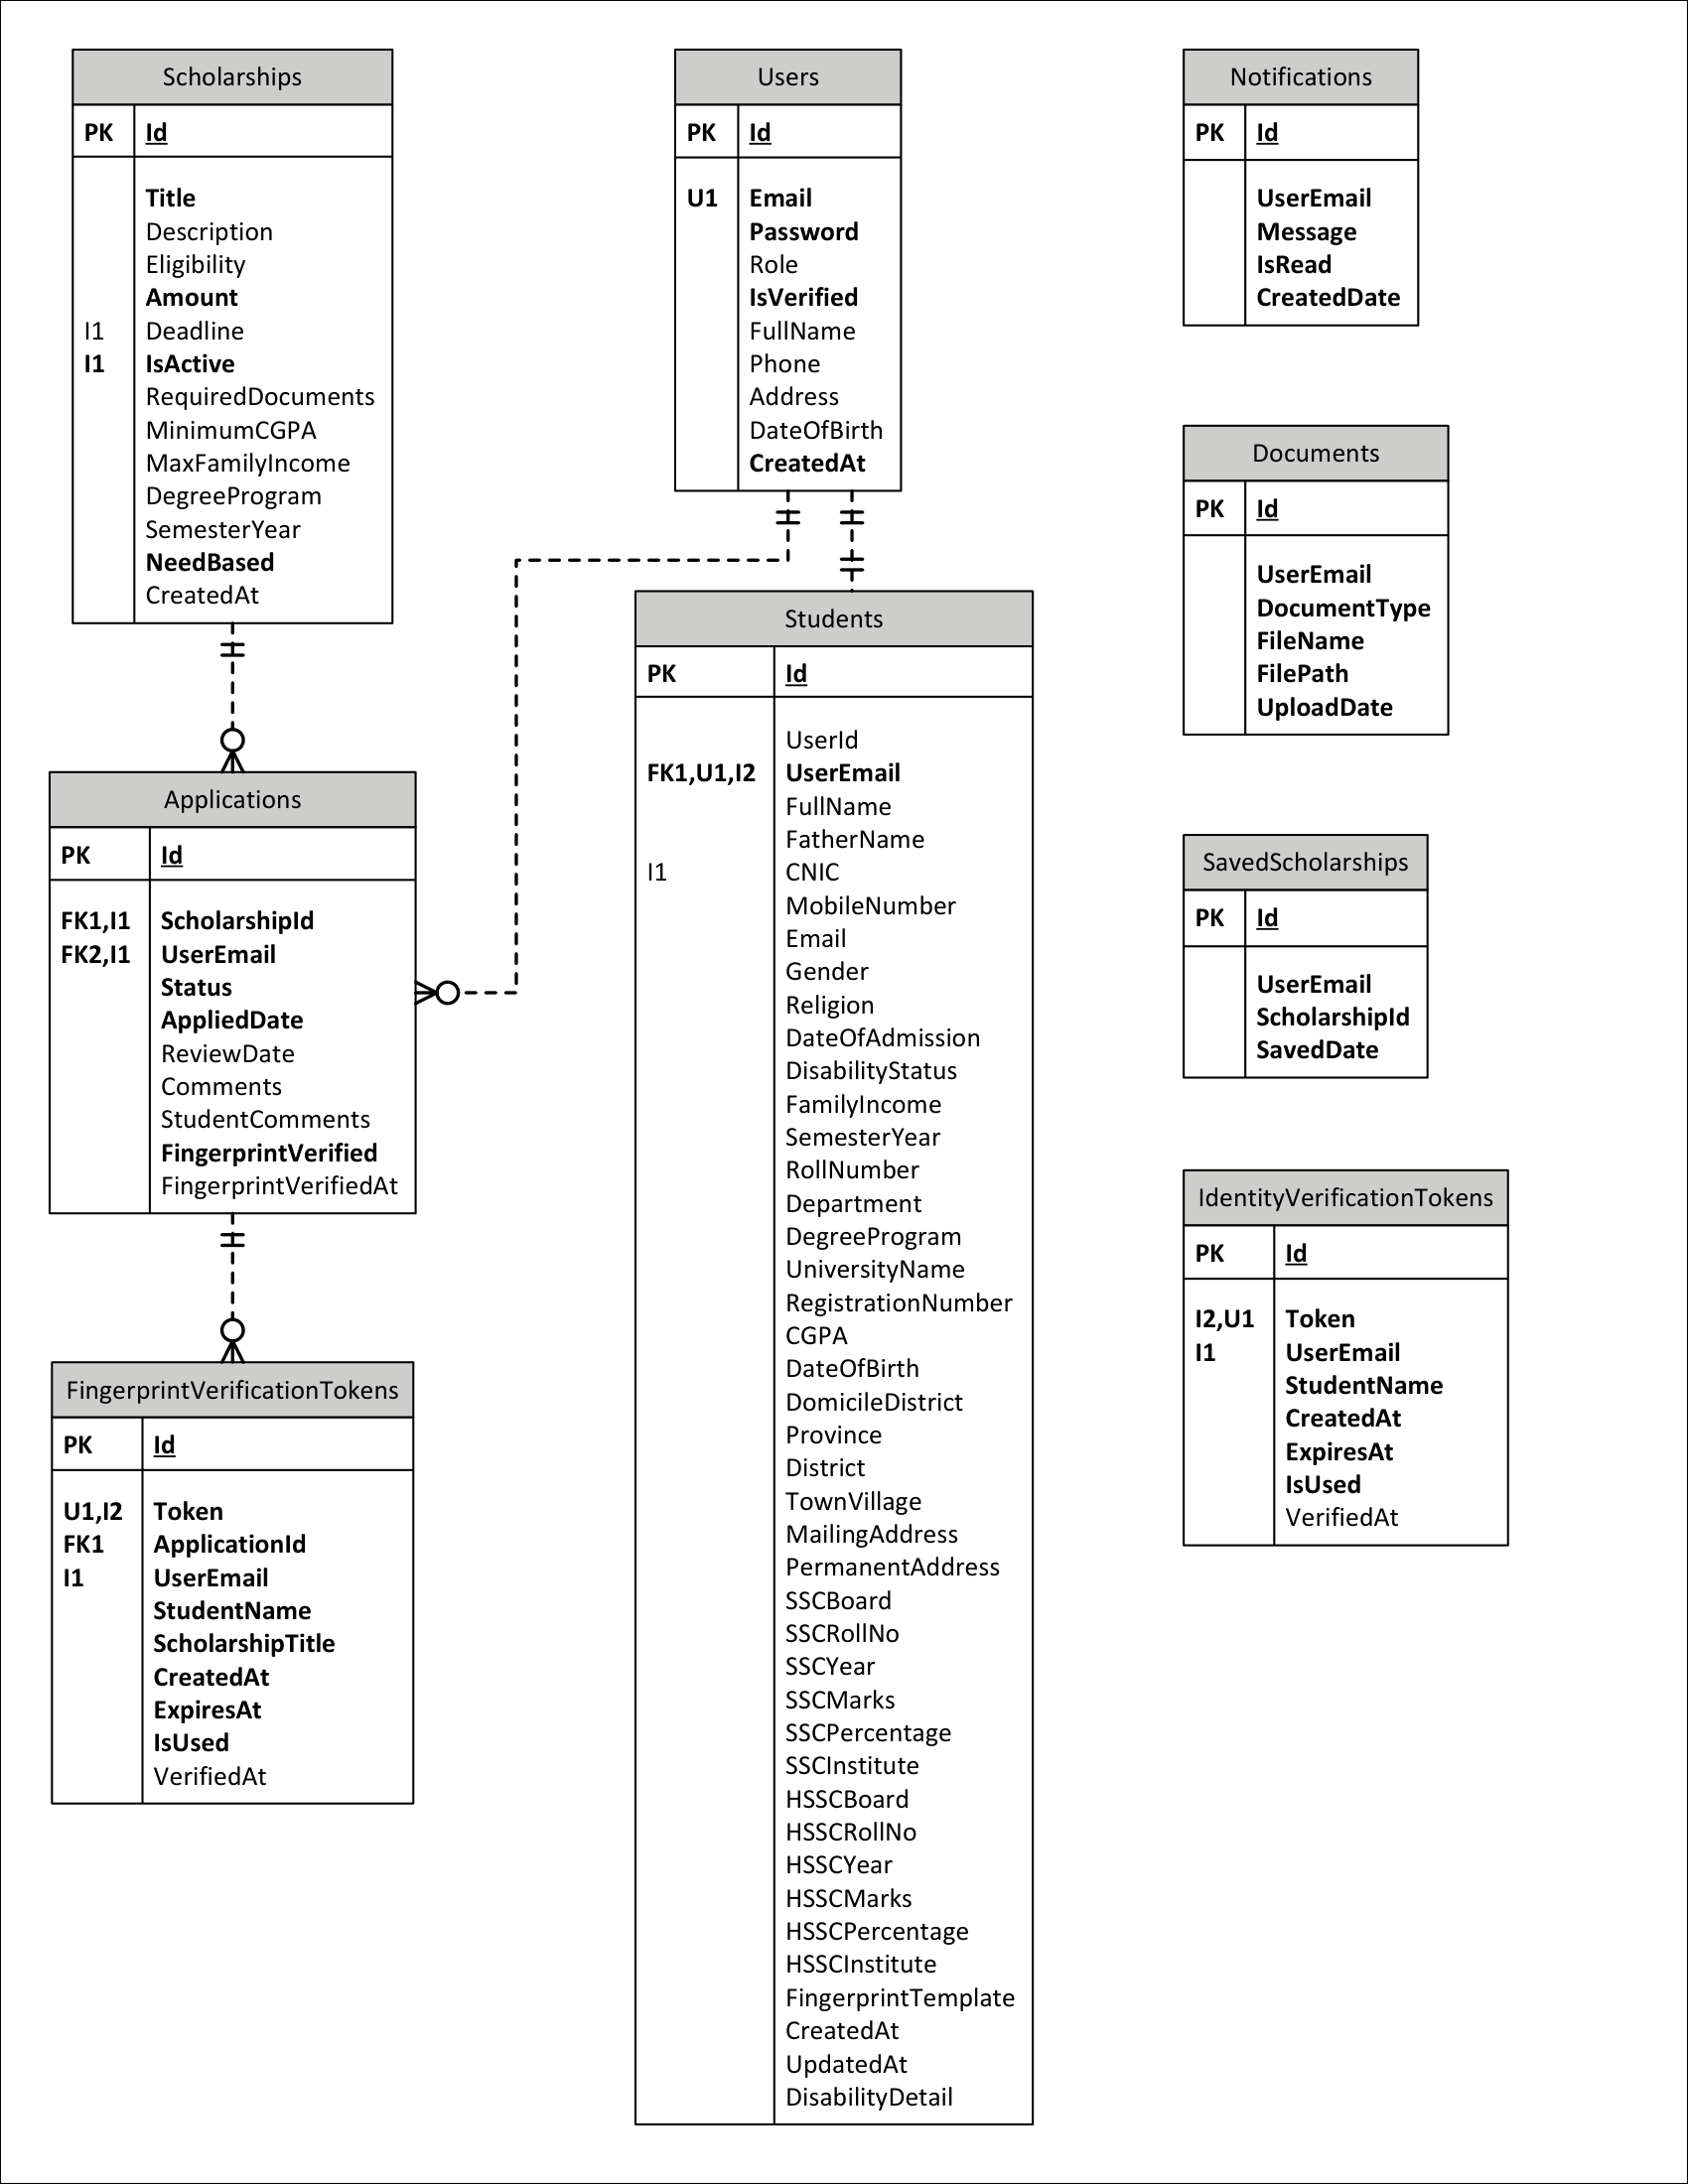 Scholarships
PK Id
Title
Description
Eligibility
Amount
I1 Deadline
I1 IsActive
RequiredDocuments
MinimumCGPA
MaxFamilyIncome
DegreeProgram
SemesterYear
NeedBased
CreatedAt
Applications
PK Id
FK1,I1 ScholarshipId
FK2,I1 UserEmail
Status
AppliedDate
ReviewDate
Comments
StudentComments
FingerprintVerified
FingerprintVerifiedAt
FingerprintVerificationTokens
PK Id
U1,I2 Token
FK1 ApplicationId
I1 UserEmail
StudentName
ScholarshipTitle
CreatedAt
ExpiresAt
IsUsed
VerifiedAt
Users
PK Id
U1 Email
Password
Role
IsVerified
FullName
Phone
Address
DateOfBirth
CreatedAt
Students
PK Id
UserId
FK1,U1,I2 UserEmail
FullName
FatherName
I1 CNIC
MobileNumber
Email
Gender
Religion
DateOfAdmission
DisabilityStatus
FamilyIncome
SemesterYear
RollNumber
Department
DegreeProgram
UniversityName
RegistrationNumber
CGPA
DateOfBirth
DomicileDistrict
Province
District
TownVillage
MailingAddress
PermanentAddress
SSCBoard
SSCRollNo
SSCYear
SSCMarks
SSCPercentage
SSCInstitute
HSSCBoard
HSSCRollNo
HSSCYear
HSSCMarks
HSSCPercentage
HSSCInstitute
FingerprintTemplate
CreatedAt
UpdatedAt
DisabilityDetail
Notifications
PK Id
UserEmail
Message
IsRead
CreatedDate
Documents
PK Id
UserEmail
DocumentType
FileName
FilePath
UploadDate
SavedScholarships
PK Id
UserEmail
ScholarshipId
SavedDate
IdentityVerificationTokens
PK Id
I2,U1 Token
I1 UserEmail
StudentName
CreatedAt
ExpiresAt
IsUsed
VerifiedAt